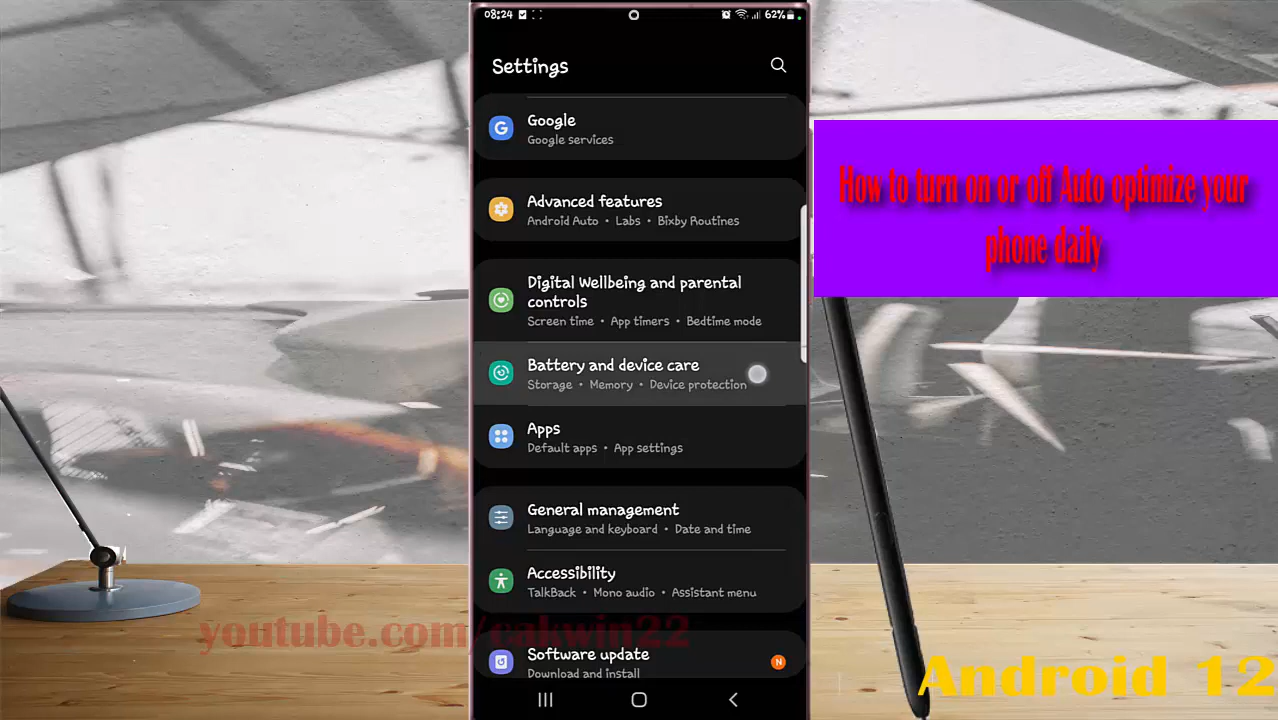 08:24
62%
Settings
Google
Google services
Advanced features
Android Auto • Labs • Bixby Routines
Digital Wellbeing and parental
controls
Screen time • App timers • Bedtime mode
Battery and device care
Storage • Memory • Device protection
Apps
Default apps • App settings
General management
Language and keyboard • Date and time
Accessibility
TalkBack • Mono audio • Assistant menu
Software update
N
Download and install
How to turn on or off Auto optimize your
phone daily
youtube.com/cakwin22
Android 12